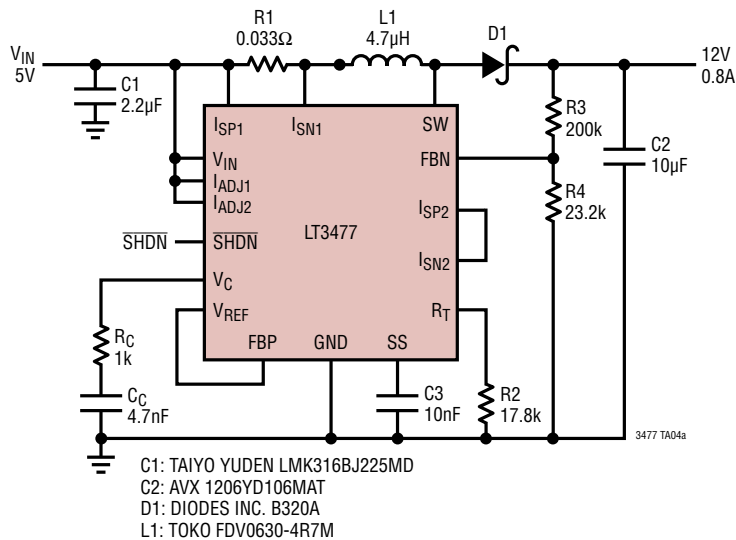 R1
0.033Ω
L1
4.7µH
D1
VIN
5V
12V
0.8A
C1
2.2µF
ISP1
ISN1
SW
R3
200k
VIN
FBN
C2
10µF
IADJ1
IADJ2
ISP2
R4
23.2k
SHDN
SHDN
LT3477
ISN2
VC
VREF
RT
RC
1k
FBP
GND
SS
CC
4.7nF
C3
10nF
R2
17.8k
3477 TA04a
C1: TAIYO YUDEN LMK316BJ225MD
C2: AVX 1206YD106MAT
D1: DIODES INC. B320A
L1: TOKO FDV0630-4R7M